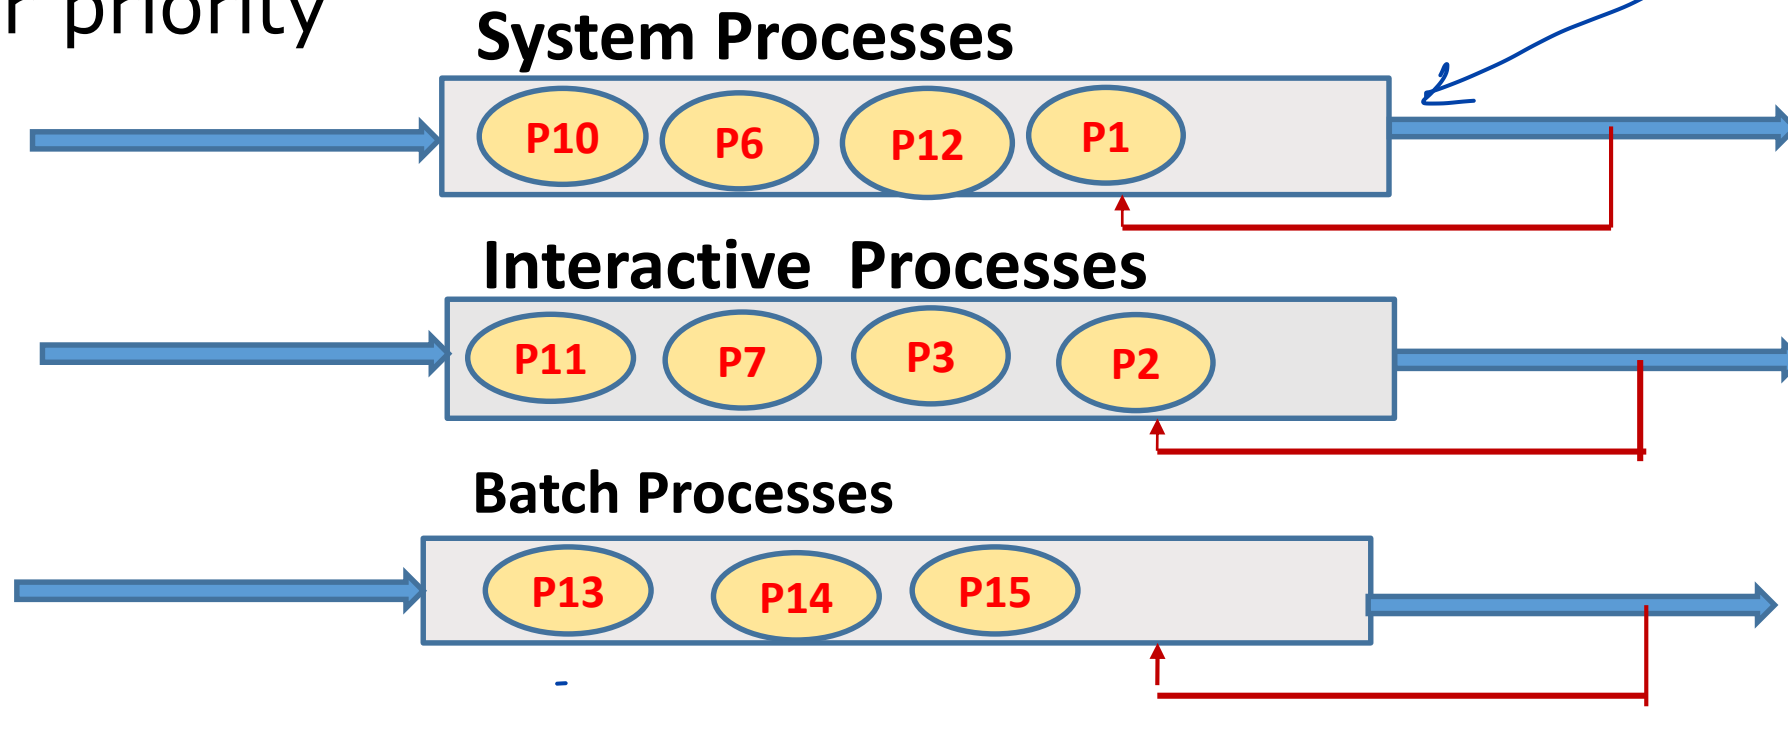 r priority
System Processes
P10 P6 P12 P1
Interactive Processes
P11 P7 P3 P2
Batch Processes
P13 P14 P15